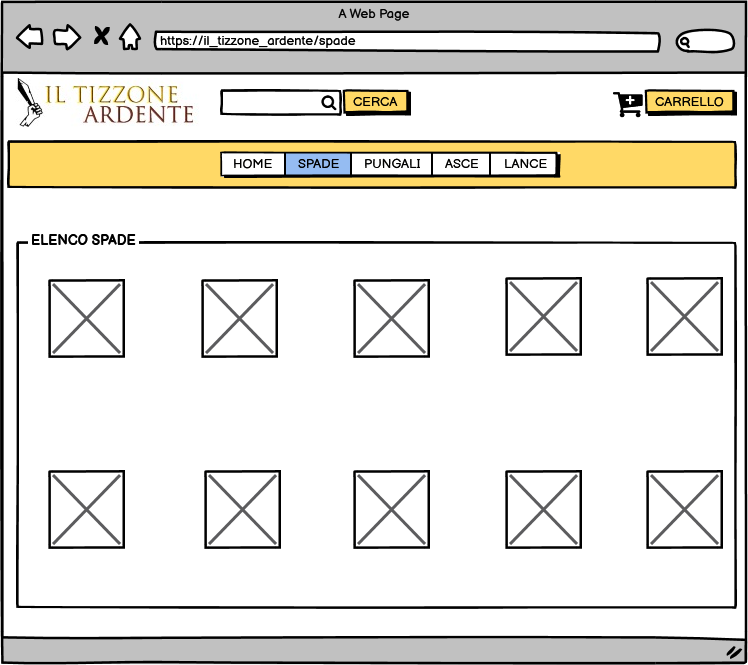 A Web Page
https://il_tizzone_ardente/spade
IL TIZZONE
ARDENTE
CERCA
CARRELLO
HOME
SPADE
PUNGALI
ASCE
LANCE
ELENCO SPADE